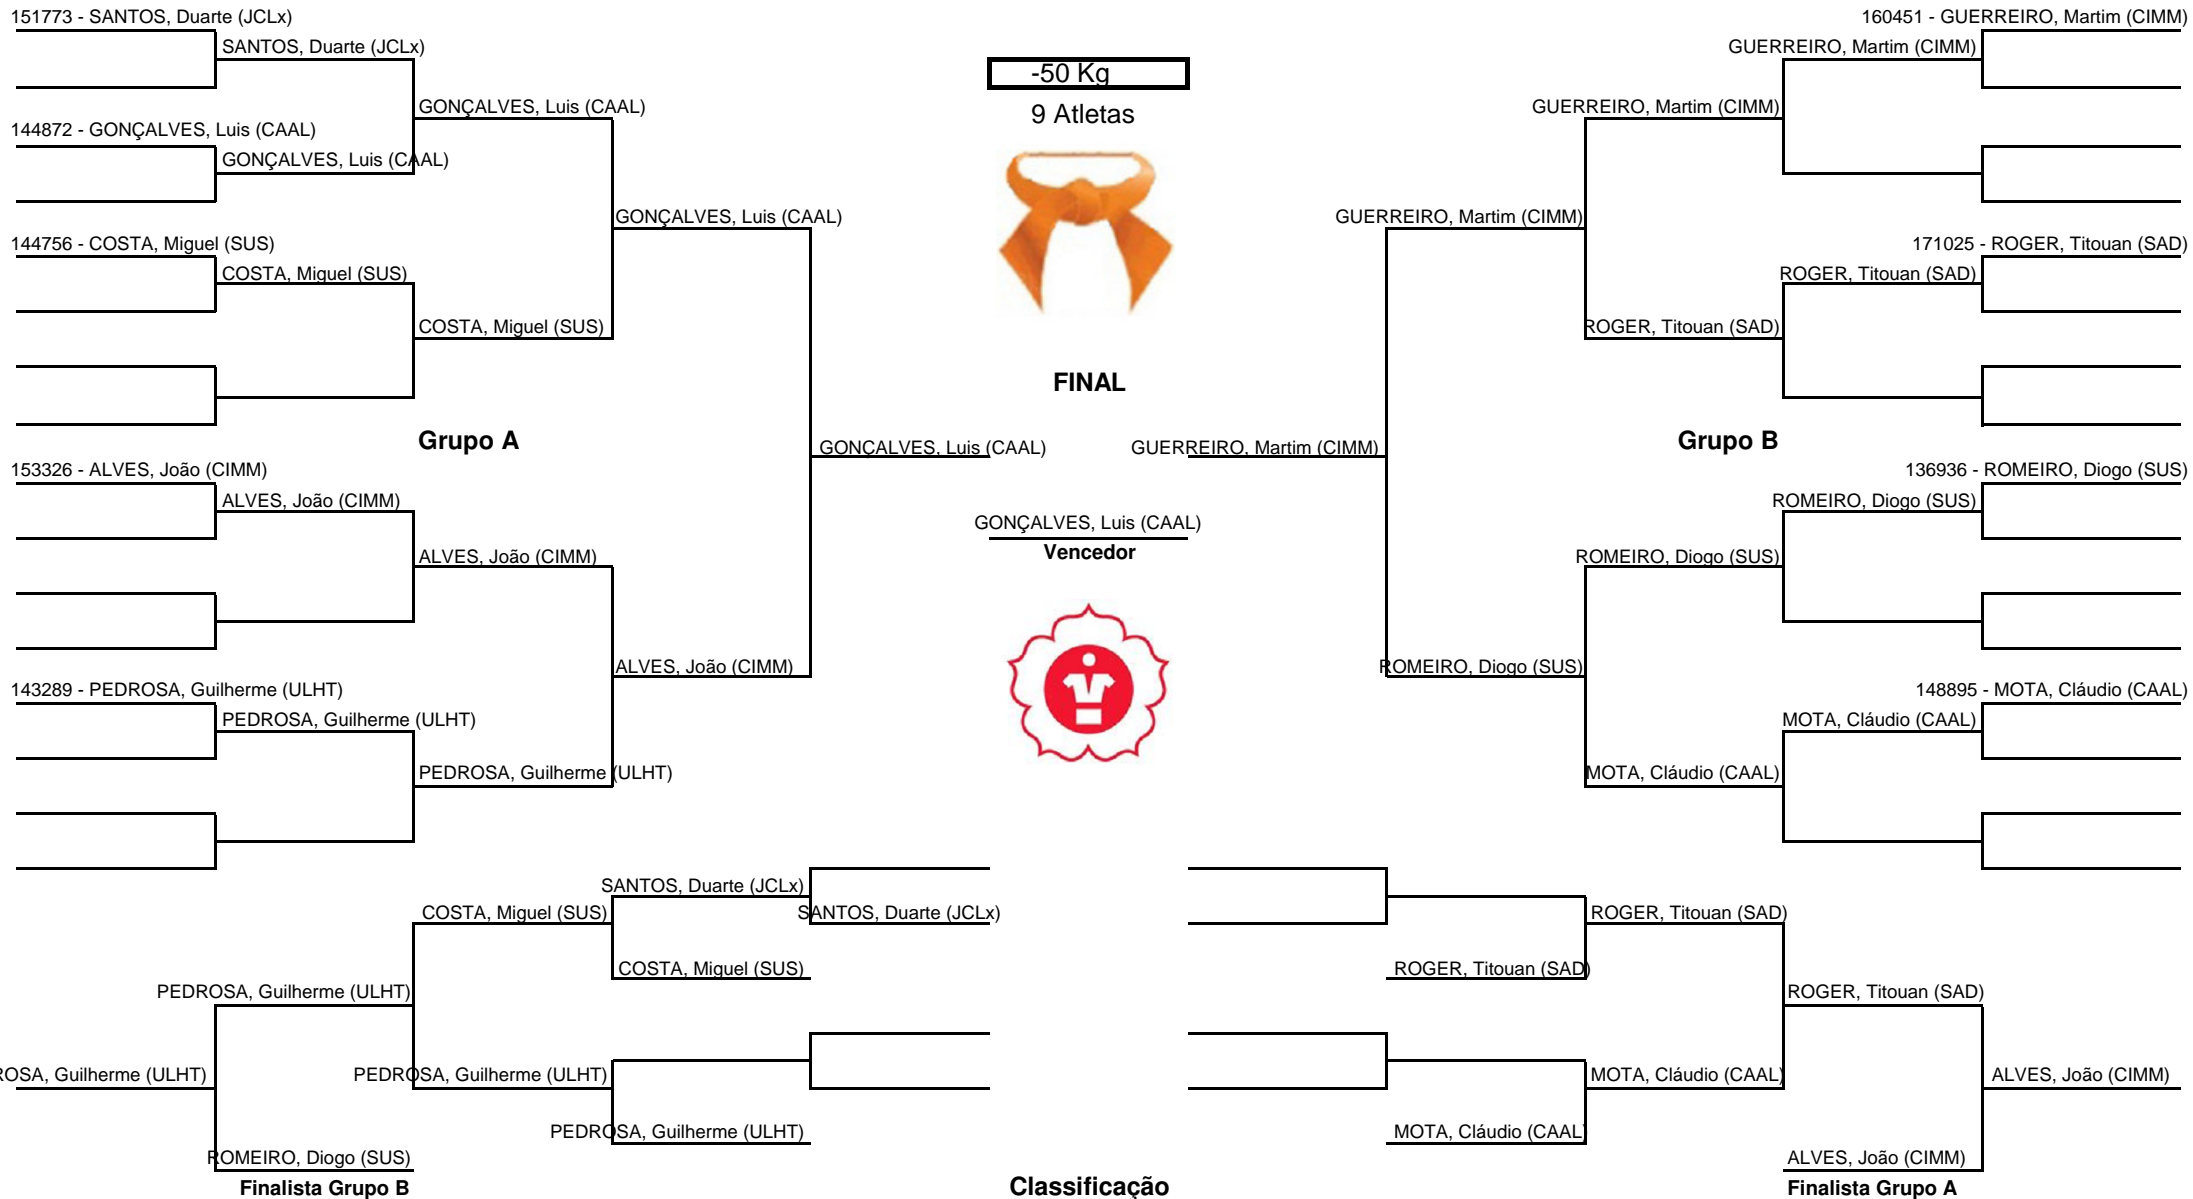 151773 - SANTOS, Duarte (JCLx)
SANTOS, Duarte (JCLx)
GONÇALVES, Luis (CAAL)
144872 - GONÇALVES, Luis (CAAL)
GONÇALVES, Luis (CAAL)
GONÇALVES, Luis (CAAL)
144756 - COSTA, Miguel (SUS)
COSTA, Miguel (SUS)
COSTA, Miguel (SUS)
Grupo A
GONÇALVES, Luis (CAAL)
153326 - ALVES, João (CIMM)
ALVES, João (CIMM)
ALVES, João (CIMM)
ALVES, João (CIMM)
143289 - PEDROSA, Guilherme (ULHT)
PEDROSA, Guilherme (ULHT)
PEDROSA, Guilherme (ULHT)
-50 Kg
9 Atletas
FINAL
GONÇALVES, Luis (CAAL)
Vencedor
160451 - GUERREIRO, Martim (CIMM)
GUERREIRO, Martim (CIMM)
GUERREIRO, Martim (CIMM)
GUERREIRO, Martim (CIMM)
171025 - ROGER, Titouan (SAD)
ROGER, Titouan (SAD)
ROGER, Titouan (SAD)
Grupo B
GUERREIRO, Martim (CIMM)
136936 - ROMEIRO, Diogo (SUS)
ROMEIRO, Diogo (SUS)
ROMEIRO, Diogo (SUS)
ROMEIRO, Diogo (SUS)
148895 - MOTA, Cláudio (CAAL)
MOTA, Cláudio (CAAL)
MOTA, Cláudio (CAAL)
SANTOS, Duarte (JCLx)
COSTA, Miguel (SUS)
SANTOS, Duarte (JCLx)
COSTA, Miguel (SUS)
PEDROSA, Guilherme (ULHT)
ROSA, Guilherme (ULHT)
PEDROSA, Guilherme (ULHT)
PEDROSA, Guilherme (ULHT)
ROMEIRO, Diogo (SUS)
Finalista Grupo B
Classificação
ROGER, Titouan (SAD)
ROGER, Titouan (SAD)
ROGER, Titouan (SAD)
MOTA, Cláudio (CAAL)
ALVES, João (CIMM)
MOTA, Cláudio (CAAL)
ALVES, João (CIMM)
Finalista Grupo A